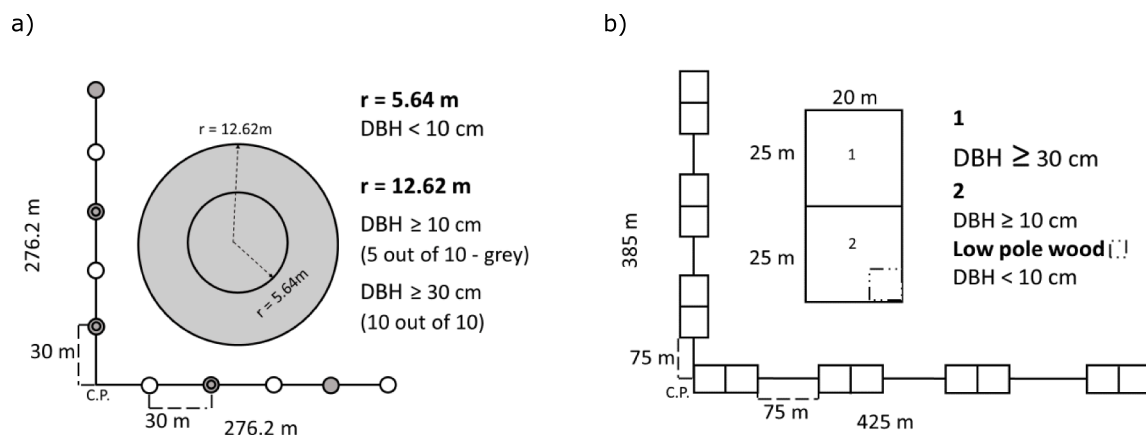 a)
r = 12.62m
r = 5.64m
276.2 m
30 m
C.P.
30 m
276.2 m
r = 5.64 m
DBH < 10 cm
r = 12.62 m
DBH ≥ 10 cm
(5 out of 10 - grey)
DBH ≥ 30 cm
(10 out of 10)
b)
20 m
25 m
1
25 m
2
385 m
75 m
C.P.
75 m
425 m
1
DBH ≥ 30 cm
2
DBH ≥ 10 cm
Low pole wood
DBH < 10 cm